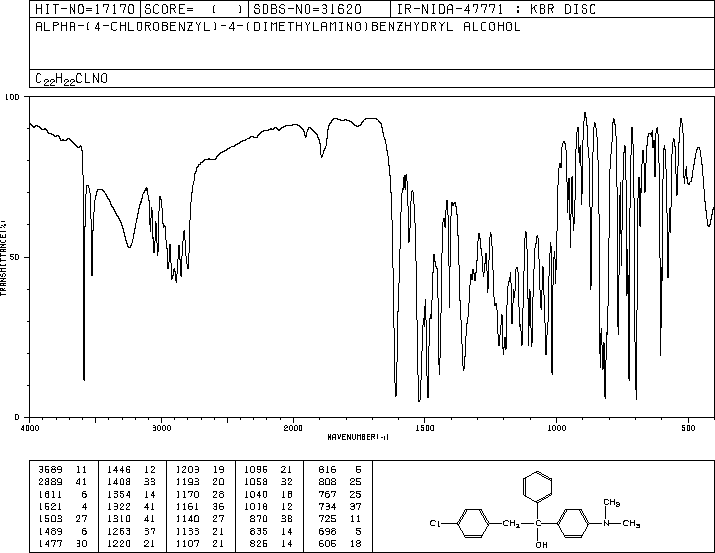 HIT-NO=17170 SCORE= ( ) SDBS-NO=31620 IR-NIDA-47771 : KBR DISC
ALPHA-(4-CHLOROBENZYL)-4-(DIMETHYLAMINO)BENZHYDRYL ALCOHOL
C22H22CLNO
100
50
0
TRANSMITTANCE(%)
4000 3000 2000 1500 1000 500
WAVENUMBER(-1)
3589 11 1446 12 1203 19 1096 21 816 5
2889 41 1408 33 1193 20 1058 32 808 25
1611 6 1354 14 1170 28 1040 18 767 25
1521 4 1322 41 1161 36 1018 12 734 37
1503 27 1310 41 1140 27 870 38 725 11
1489 6 1263 37 1133 21 835 14 698 5
1477 30 1220 21 1107 21 826 14 605 18
Cl CH2 C N CH3
CH3
OH